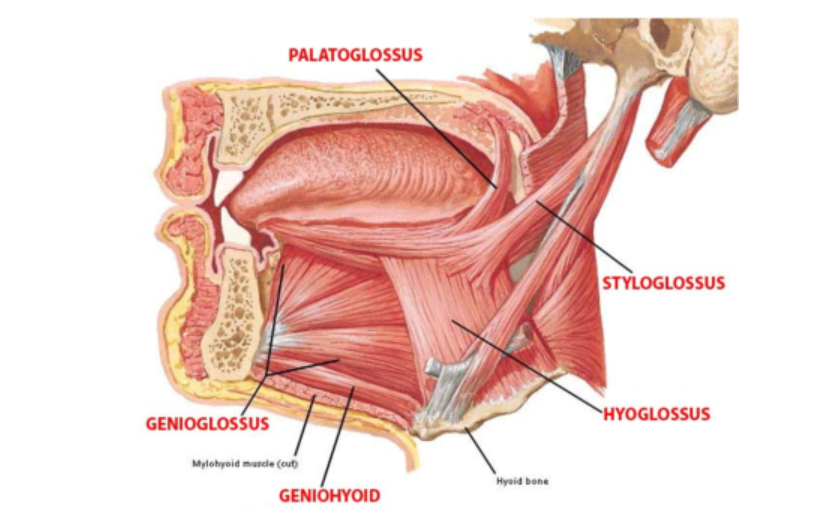 PALATOGLOSSUS
STYLOGLOSSUS
HYOGLOSSUS
GENIOGLOSSUS
Mylohyoid muscle (cut)
Hyoid bone
GENIOHYOID